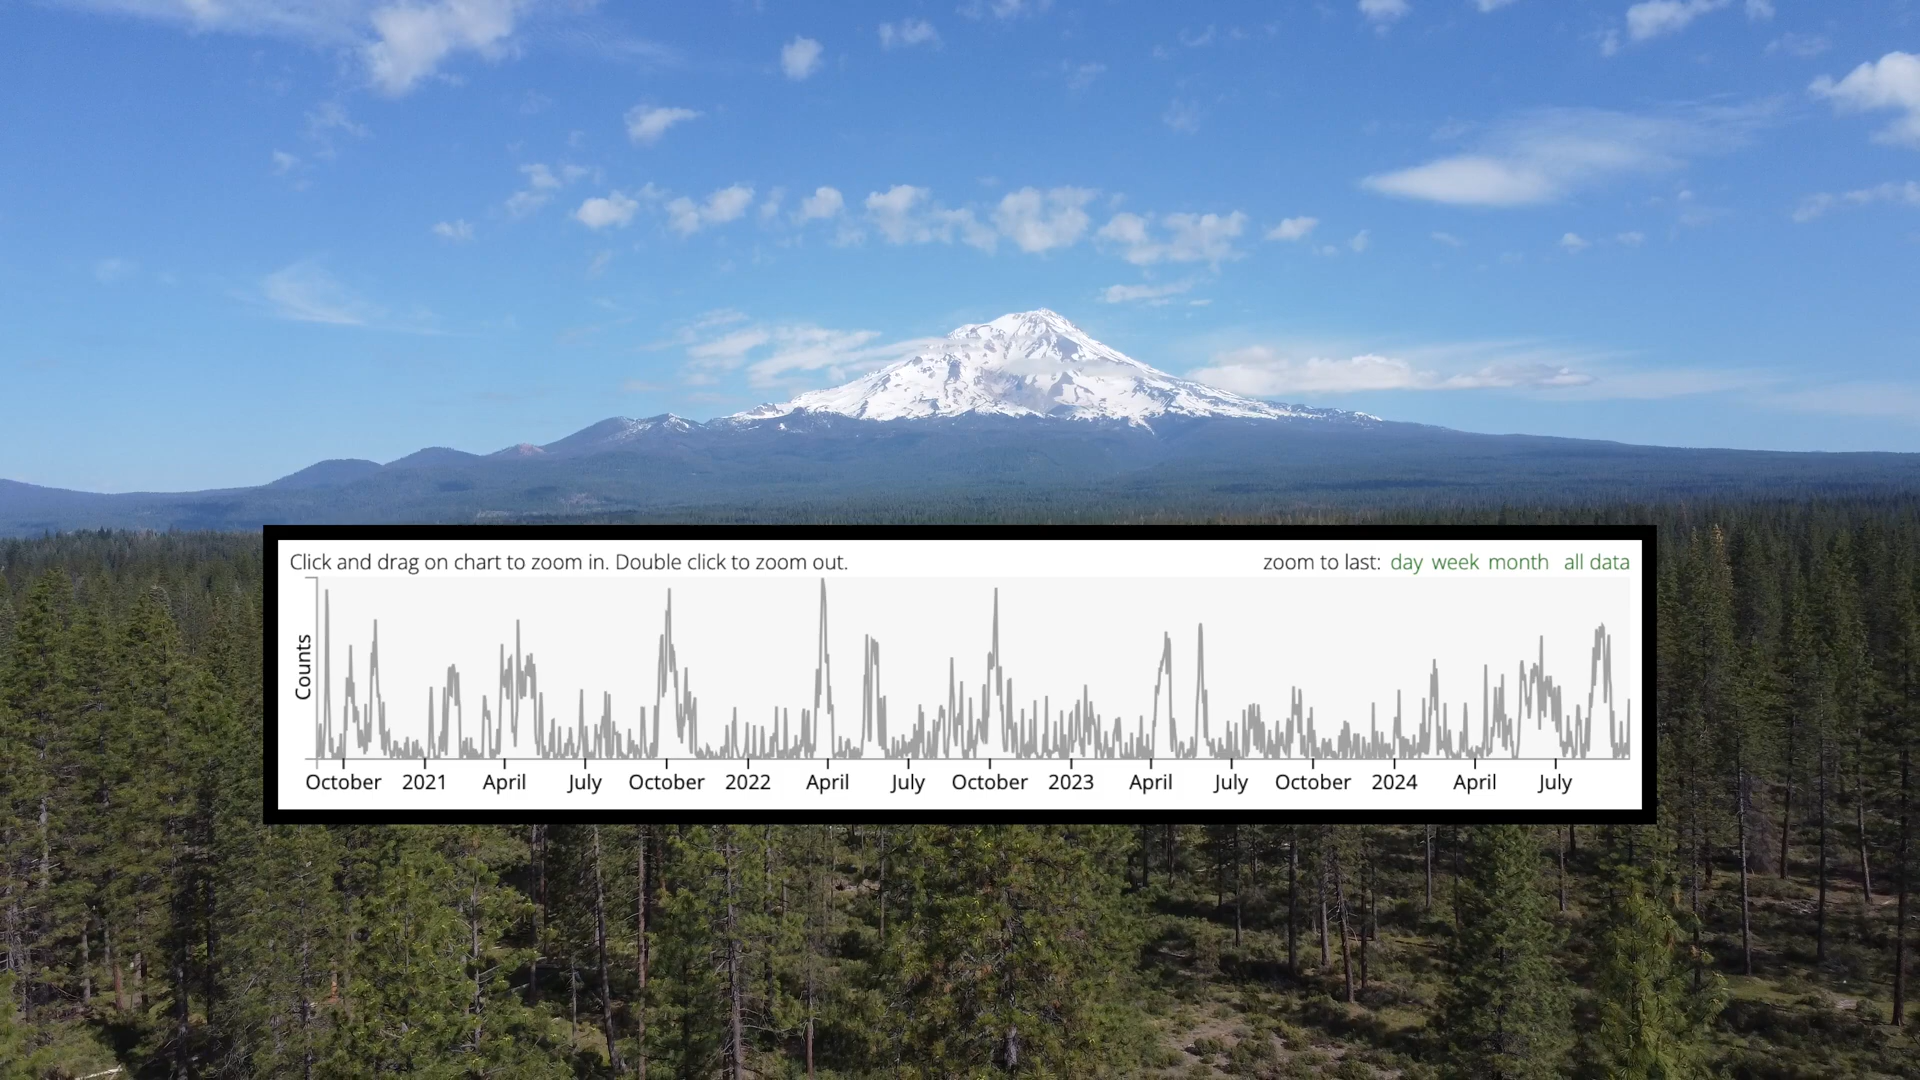 Click and drag on chart to zoom in. Double click to zoom out. zoom to last: day week month all data
Counts
October 2021 April July October 2022 April July October 2023 April July October 2024 April July